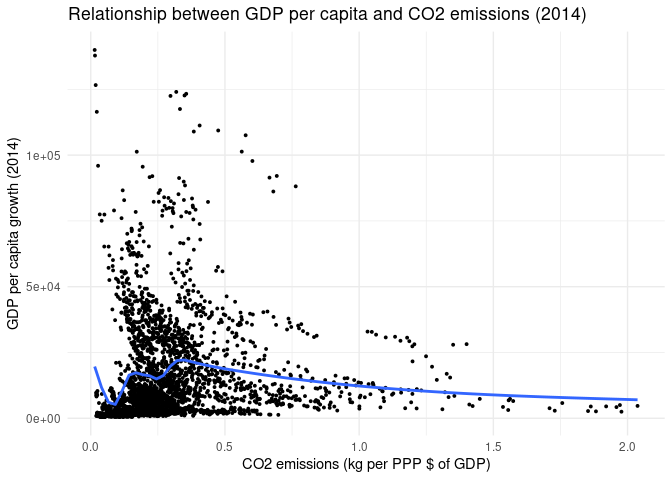 Relationship between GDP per capita and CO2 emissions (2014)
GDP per capita growth (2014)
1e+05
5e+04
0e+00
0.0 0.5 1.0 1.5 2.0
CO2 emissions (kg per PPP $ of GDP)